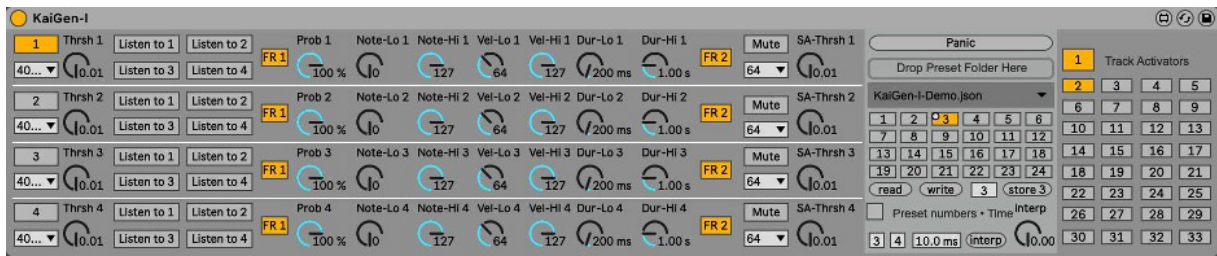 KaiGen-I
1 Thrsh 1 Listen to 1 Listen to 2 FR 1 Prob 1 Note-Lo 1 Note-Hi 1 Vel-Lo 1 Vel-Hi 1 Dur-Lo 1 Dur-Hi 1 FR 2 Mute SA-Thrsh 1
40... ▼ 0.01 Listen to 3 Listen to 4 100 % 0 127 64 127 200 ms 1.00 s 64 ▼ 0.01
2 Thrsh 2 Listen to 1 Listen to 2 FR 1 Prob 2 Note-Lo 2 Note-Hi 2 Vel-Lo 2 Vel-Hi 2 Dur-Lo 2 Dur-Hi 2 FR 2 Mute SA-Thrsh 2
40... ▼ 0.01 Listen to 3 Listen to 4 100 % 0 127 64 127 200 ms 1.00 s 64 ▼ 0.01
3 Thrsh 3 Listen to 1 Listen to 2 FR 1 Prob 3 Note-Lo 3 Note-Hi 3 Vel-Lo 3 Vel-Hi 3 Dur-Lo 3 Dur-Hi 3 FR 2 Mute SA-Thrsh 3
40... ▼ 0.01 Listen to 3 Listen to 4 100 % 0 127 64 127 200 ms 1.00 s 64 ▼ 0.01
4 Thrsh 4 Listen to 1 Listen to 2 FR 1 Prob 4 Note-Lo 4 Note-Hi 4 Vel-Lo 4 Vel-Hi 4 Dur-Lo 4 Dur-Hi 4 FR 2 Mute SA-Thrsh 4
40... ▼ 0.01 Listen to 3 Listen to 4 100 % 0 127 64 127 200 ms 1.00 s 64 ▼ 0.01
Panic
Drop Preset Folder Here
KaiGen-I-Demo.json
1 2 3 4 5 6
7 8 9 10 11 12
13 14 15 16 17 18
19 20 21 22 23 24
read write 3 store 3
Preset numbers • Time Interp
3 4 10.0 ms interp 0.00
1 Track Activators
2 3 4 5
6 7 8 9
10 11 12 13
14 15 16 17
18 19 20 21
22 23 24 25
26 27 28 29
30 31 32 33